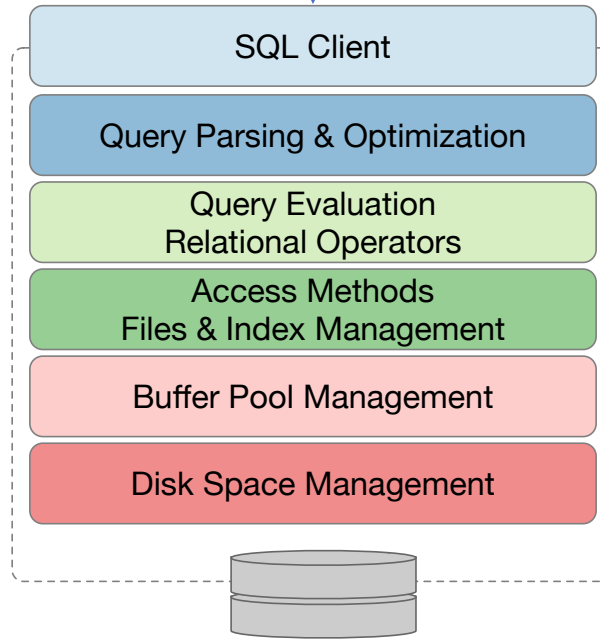 SQL Client
Query Parsing & Optimization
Query Evaluation
Relational Operators
Access Methods
Files & Index Management
Buffer Pool Management
Disk Space Management